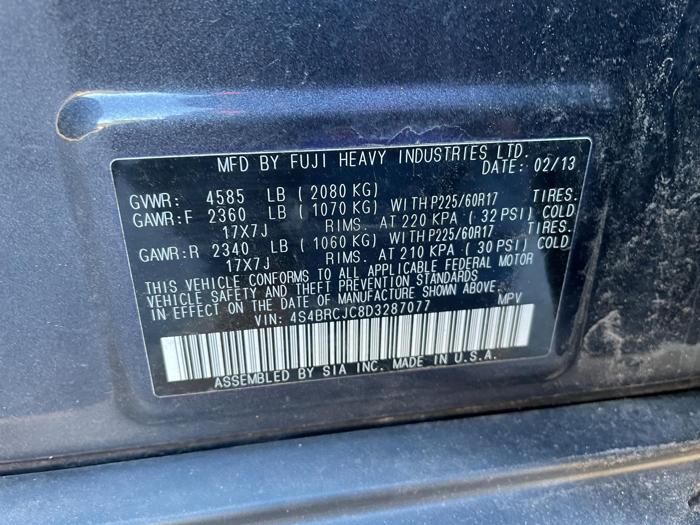 MFD BY FUJI HEAVY INDUSTRIES LTD.
DATE: 02/13
GVWR: 4585 LB (2080 KG)
GAWR:F 2360 LB (1070 KG) WITH P225/60R17 TIRES.
17X7J RIMS. AT 220 KPA (32 PSI) COLD
GAWR:R 2340 LB (1060 KG) WITH P225/60R17 TIRES.
17X7J RIMS. AT 210 KPA (30 PSI) COLD
THIS VEHICLE CONFORMS TO ALL APPLICABLE FEDERAL MOTOR
VEHICLE SAFETY AND THEFT PREVENTION STANDARDS
IN EFFECT ON THE DATE OF MANUFACTURE SHOWN ABOVE.
VIN: 4S4BRCJC8D3287077 MPV
ASSEMBLED BY SIA INC. MADE IN U.S.A.